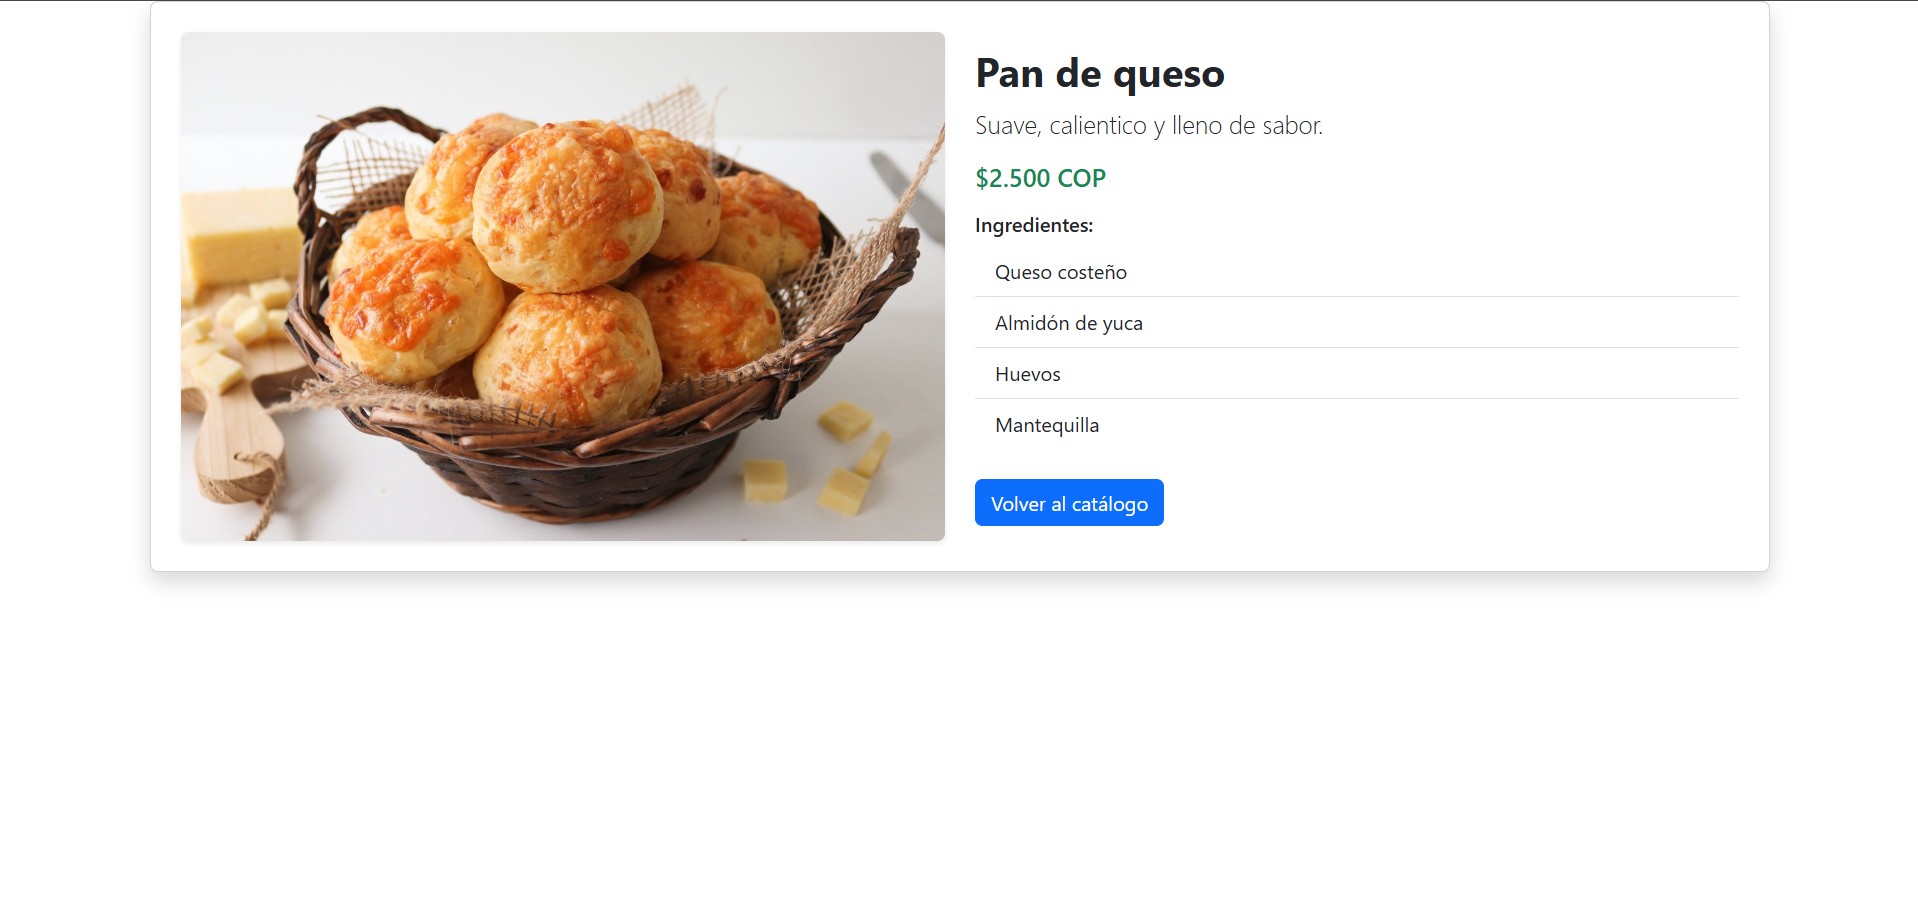 Pan de queso
Suave, calientico y lleno de sabor.
$2.500 COP
Ingredientes:
Queso costeño
Almidón de yuca
Huevos
Mantequilla
Volver al catálogo